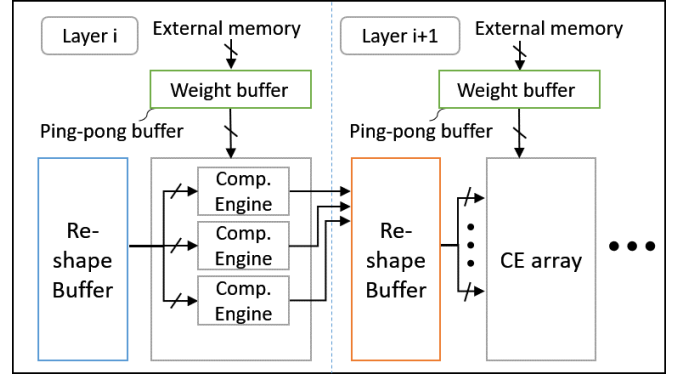 Layer i
External memory
Layer i+1
External memory
Weight buffer
Weight buffer
Ping-pong buffer
Ping-pong buffer
Re-
shape
Buffer
Comp.
Engine
Comp.
Engine
Comp.
Engine
Re-
shape
Buffer
CE array